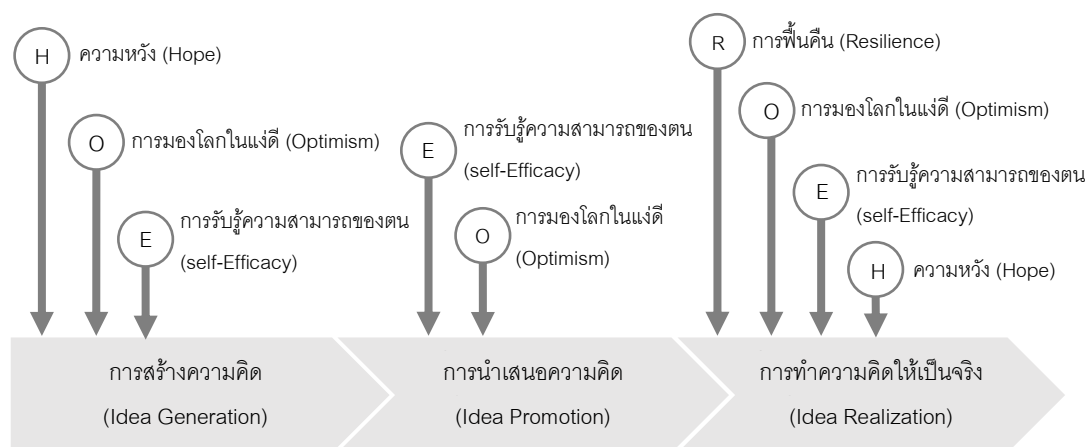 H ความหวัง (Hope)
O การมองโลกในแง่ดี (Optimism)
E การรับรู้ความสามารถของตน
(self-Efficacy)
E การรับรู้ความสามารถของตน
(self-Efficacy)
O การมองโลกในแง่ดี
(Optimism)
R การฟื้นคืน (Resilience)
O การมองโลกในแง่ดี (Optimism)
E การรับรู้ความสามารถของตน
(self-Efficacy)
H ความหวัง (Hope)
การสร้างความคิด
(Idea Generation)
การนำเสนอความคิด
(Idea Promotion)
การทำความคิดให้เป็นจริง
(Idea Realization)